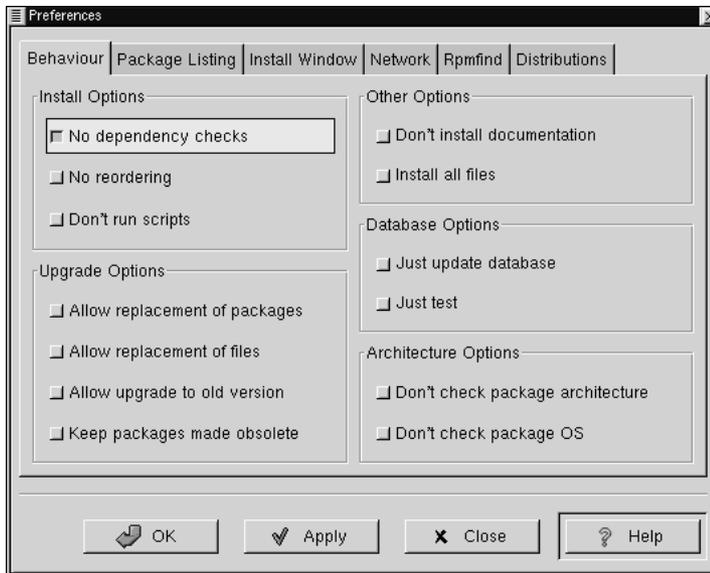 Preferences
Behaviour Package Listing Install Window Network Rpmfind Distributions
Install Options
No dependency checks
No reordering
Don't run scripts
Upgrade Options
Allow replacement of packages
Allow replacement of files
Allow upgrade to old version
Keep packages made obsolete
Other Options
Don't install documentation
Install all files
Database Options
Just update database
Just test
Architecture Options
Don't check package architecture
Don't check package OS
OK Apply Close Help